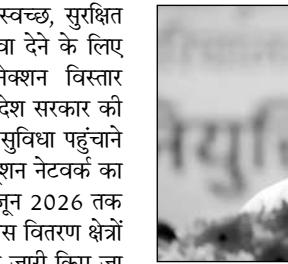 स्वच्छ, सुरक्षित
वा देने के लिए
नेक्शन विस्तार
देश सरकार की
सुविधा पहुंचाने
शन नेटवर्क का
जून 2026 तक
स वितरण क्षेत्रों
जारी किए जा